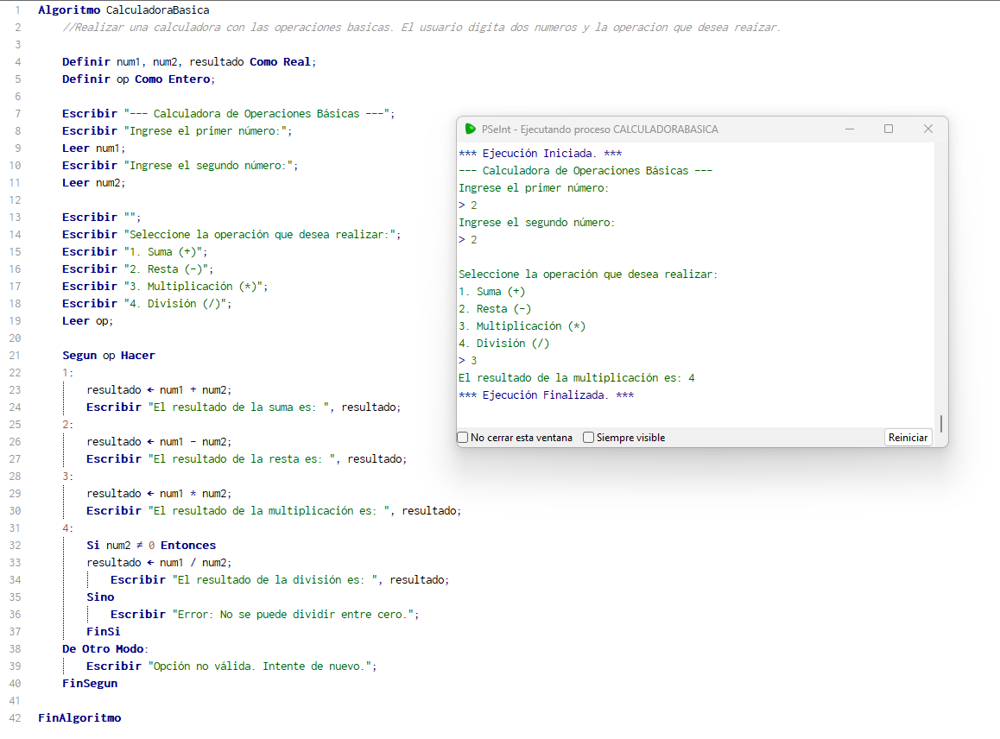 1 Algoritmo CalculadoraBasica
2 //Realizar una calculadora con las operaciones basicas. El usuario digita dos numeros y la operacion que desea reaizar.
3
4 Definir num1, num2, resultado Como Real;
5 Definir op Como Entero;
6
7 Escribir "--- Calculadora de Operaciones Básicas ---";
8 Escribir "Ingrese el primer número:";
9 Leer num1;
10 Escribir "Ingrese el segundo número:";
11 Leer num2;
12
13 Escribir "";
14 Escribir "Seleccione la operación que desea realizar:";
15 Escribir "1. Suma (+)";
16 Escribir "2. Resta (-)";
17 Escribir "3. Multiplicación (*)";
18 Escribir "4. División (/)";
19 Leer op;
20
21 Segun op Hacer
22 1:
23 resultado ← num1 + num2;
24 Escribir "El resultado de la suma es: ", resultado;
25 2:
26 resultado ← num1 - num2;
27 Escribir "El resultado de la resta es: ", resultado;
28 3:
29 resultado ← num1 * num2;
30 Escribir "El resultado de la multiplicación es: ", resultado;
31 4:
32 Si num2 ≠ 0 Entonces
33 resultado ← num1 / num2;
34 Escribir "El resultado de la división es: ", resultado;
35 Sino
36 Escribir "Error: No se puede dividir entre cero.";
37 FinSi
38 De Otro Modo:
39 Escribir "Opción no válida. Intente de nuevo.";
40 FinSegun
41
42 FinAlgoritmo
PSeInt - Ejecutando proceso CALCULADORABASICA
*** Ejecución Iniciada. ***
--- Calculadora de Operaciones Básicas ---
Ingrese el primer número:
> 2
Ingrese el segundo número:
> 2
Seleccione la operación que desea realizar:
1. Suma (+)
2. Resta (-)
3. Multiplicación (*)
4. División (/)
> 3
El resultado de la multiplicación es: 4
*** Ejecución Finalizada. ***
No cerrar esta ventana Siempre visible Reiniciar